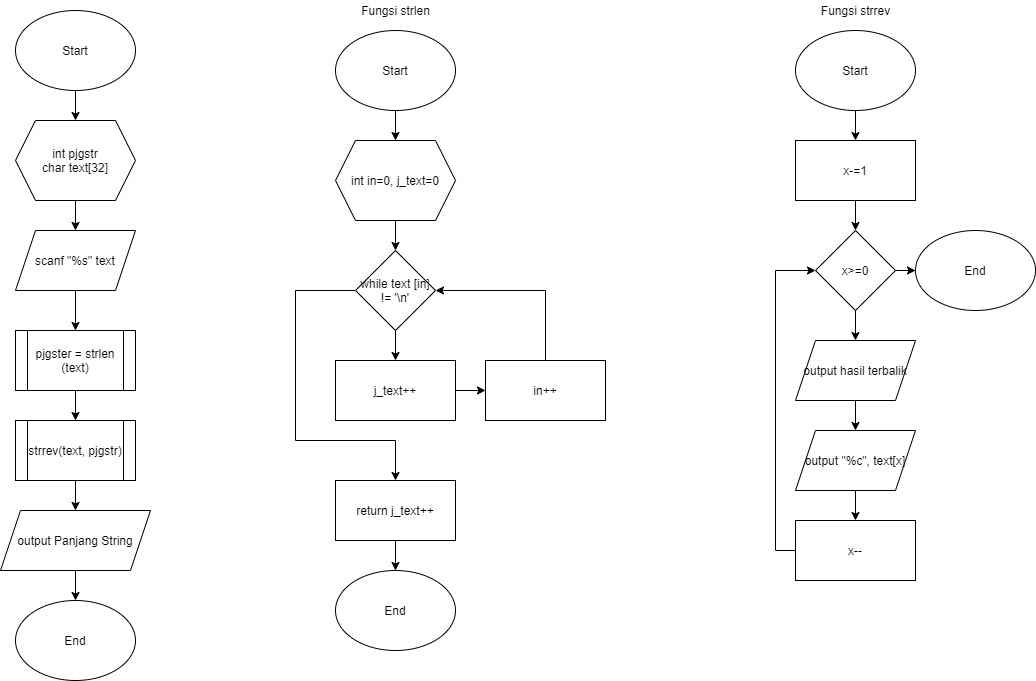 Start
int pjgstr
char text[32]
scanf "%s" text
pjgster = strlen
(text)
strrev(text, pjgstr)
output Panjang String
End
Fungsi strlen
Start
int in=0, j_text=0
while text [in]
!= '\n'
j_text++
in++
return j_text++
End
Fungsi strrev
Start
x-=1
x>=0
End
output hasil terbalik
output "%c", text[x]
x--